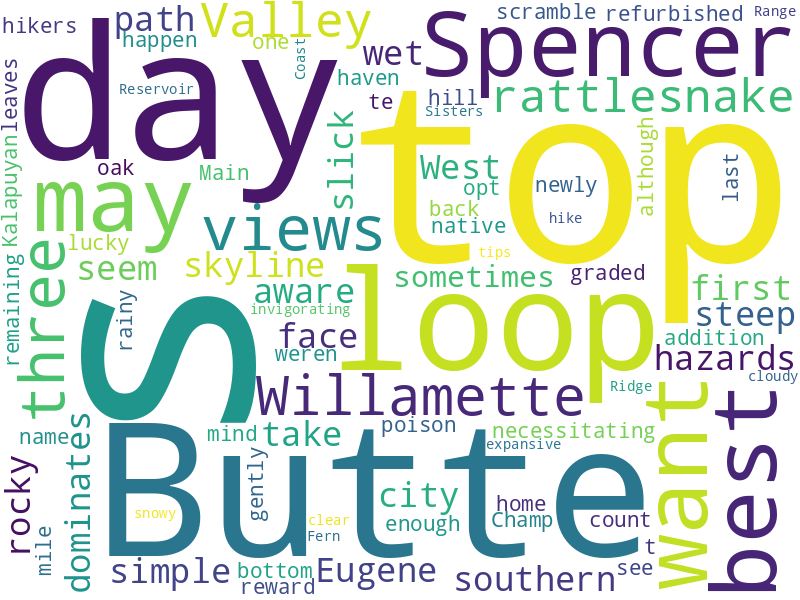 hikers
path
Valley
scramble
refurbished
Range
happen
one
Coast
wet
Spencer
day
haven
Reservoir
te
hill
Sisters
rattlesnake
leaves
Kalapuyan
oak
Main
slick
top
West
opt
newly
although
last
may
lucky
views
back
native
hike
seem
skyline
tips
sometimes
graded
first
three
remaining
rainy
aware
invigorating
loop
steep
face
weren
addition
hazards
S
Willamette
Ridge
cloudy
want
best
name
dominates
mind
take
poison
necessitating
expansive
Butte
rocky
mile
gently
snowy
city
enough
clear
Fern
home
Champ
count
t
see
simple
bottom
reward
Eugene
southern